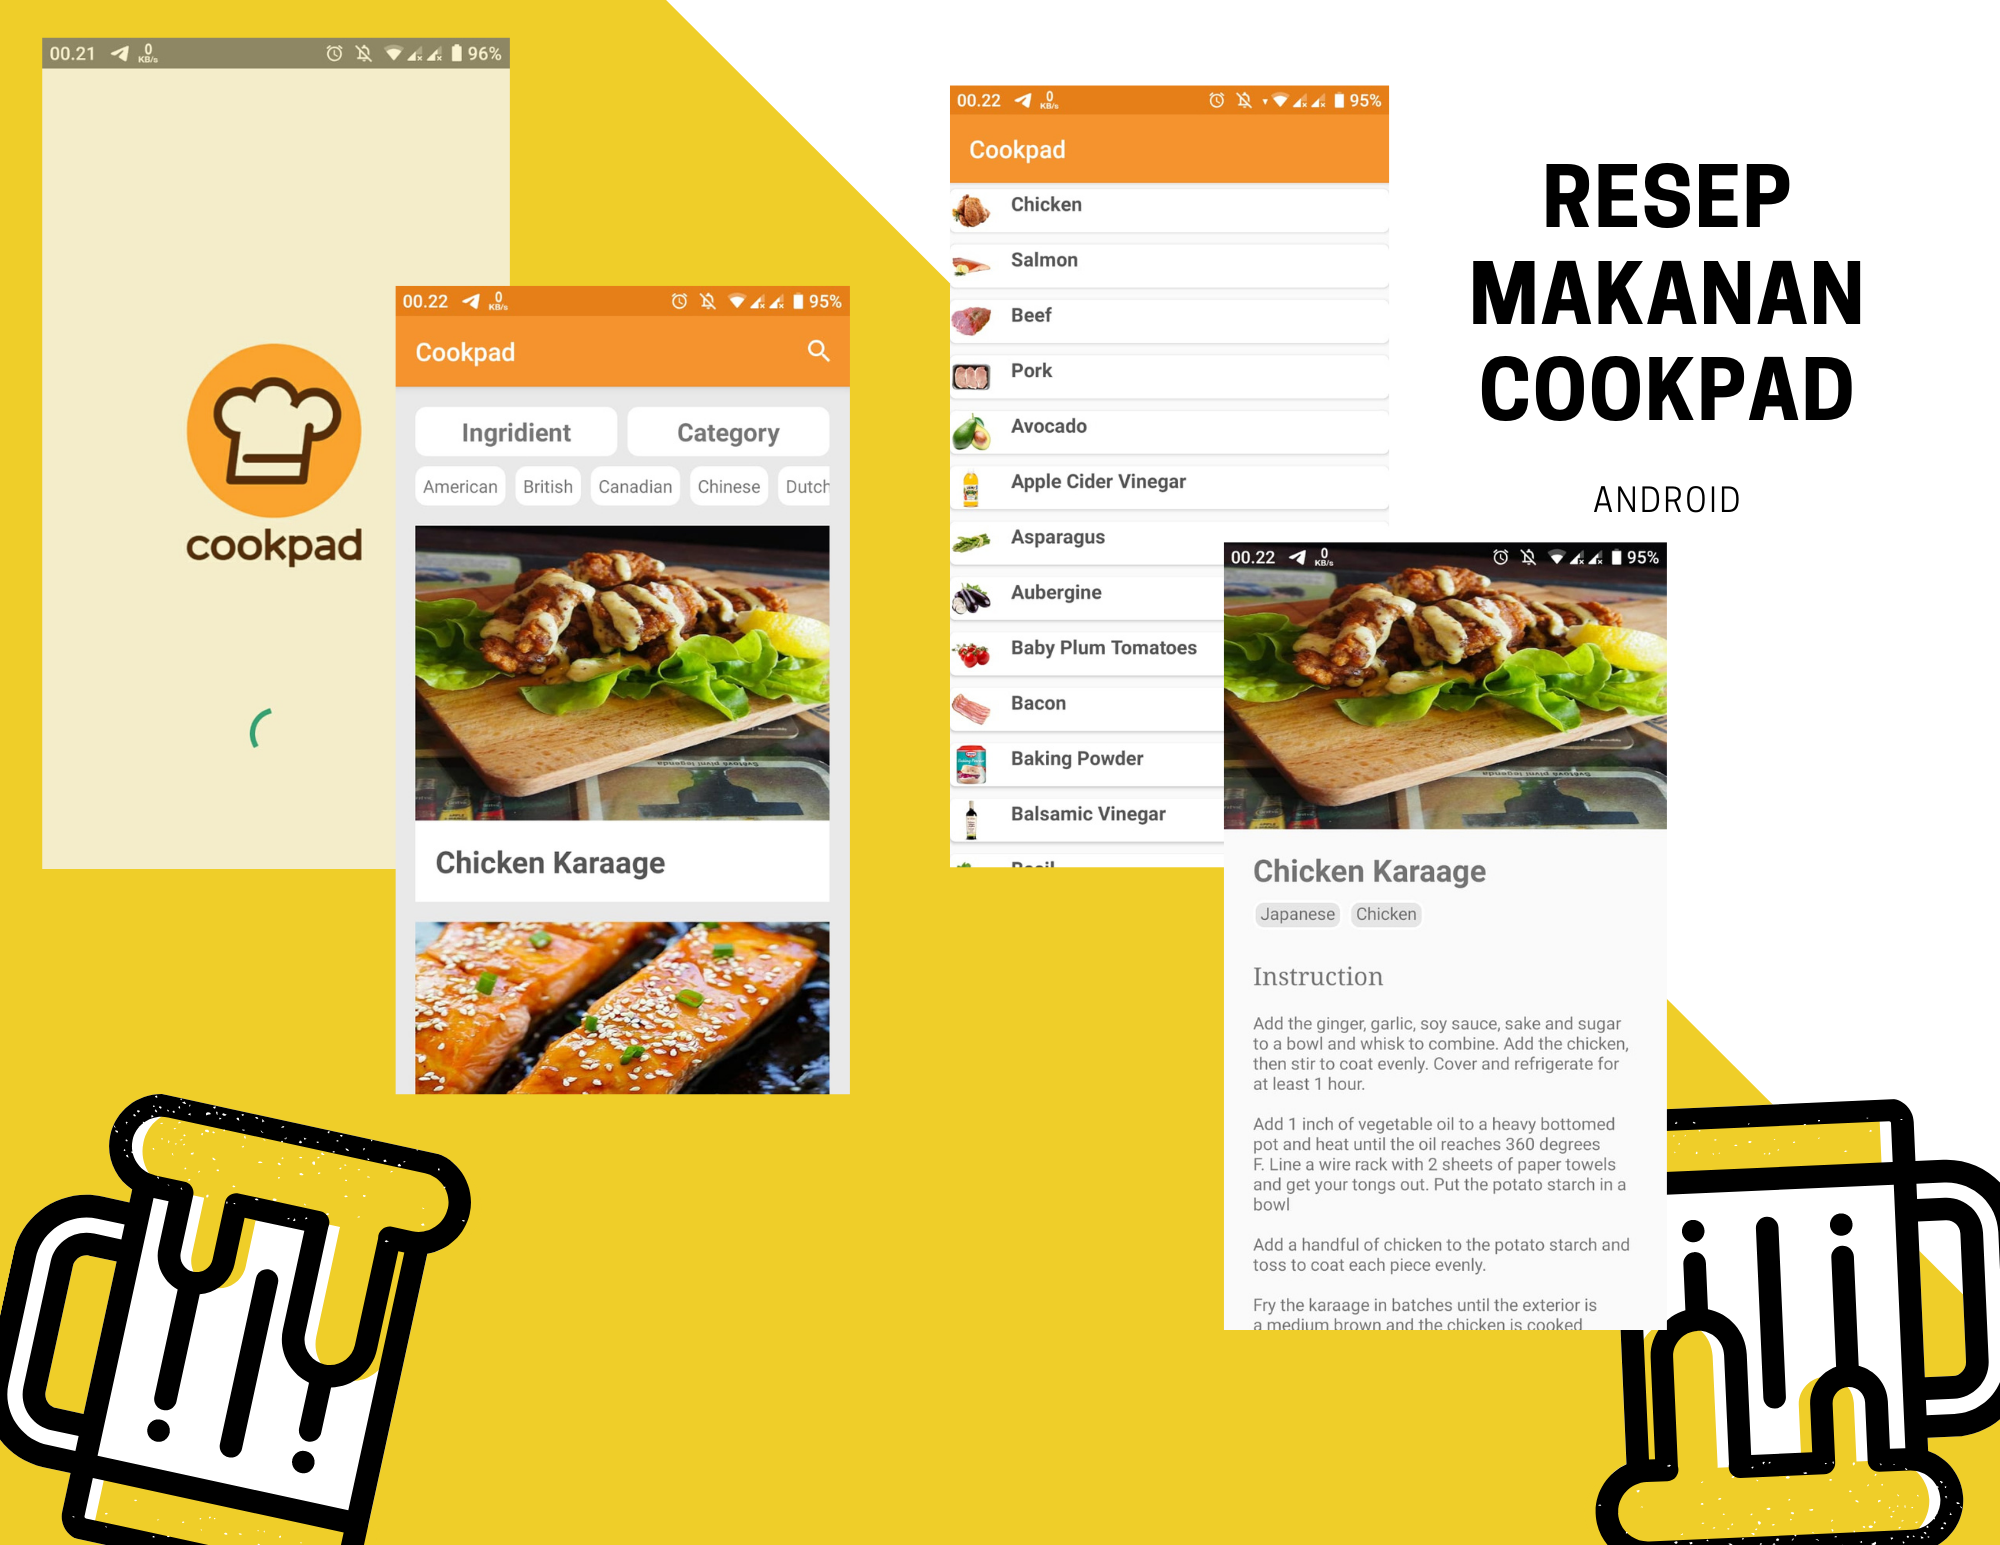 00.21
0
KB/s
96%
cookpad
00.22
0
KB/s
95%
Cookpad
Ingridient
Category
American
British
Canadian
Chinese
Dutch
Chicken Karaage
00.22
0
KB/s
95%
Cookpad
Chicken
Salmon
Beef
Pork
Avocado
Apple Cider Vinegar
Asparagus
Aubergine
Baby Plum Tomatoes
Bacon
Baking Powder
Balsamic Vinegar
Basil
RESEP
MAKANAN
COOKPAD
ANDROID
00.22
0
KB/s
95%
Chicken Karaage
Japanese
Chicken
Instruction
Add the ginger, garlic, soy sauce, sake and sugar
to a bowl and whisk to combine. Add the chicken,
then stir to coat evenly. Cover and refrigerate for
at least 1 hour.
Add 1 inch of vegetable oil to a heavy bottomed
pot and heat until the oil reaches 360 degrees
F. Line a wire rack with 2 sheets of paper towels
and get your tongs out. Put the potato starch in a
bowl
Add a handful of chicken to the potato starch and
toss to coat each piece evenly.
Fry the karaage in batches until the exterior is
a medium brown and the chicken is cooked